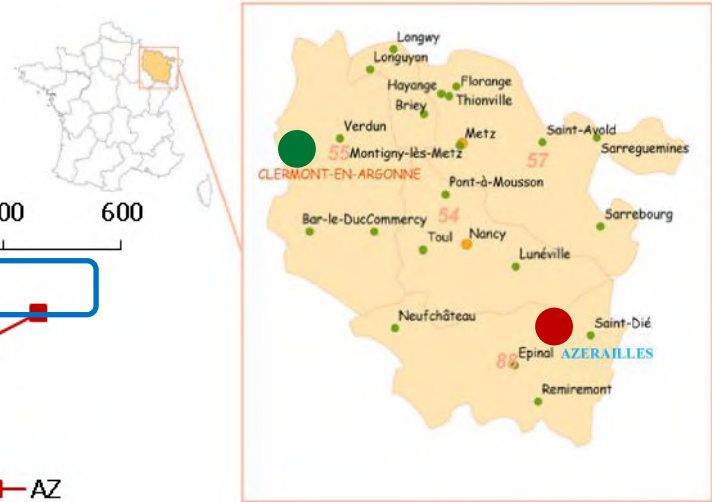 Longwy
Longuyon
Hayange
Florange
Thionville
Briey
Verdun
Metz
Saint-Avold
55
Montigny-lès-Metz
57
Sarreguemines
CLERMONT-EN-ARGONNE
Pont-à-Mousson
54
Bar-le-Duc
Commercy
Sarrebourg
Toul
Nancy
Lunéville
00
600
Neufchâteau
Saint-Dié
88
Epinal
AZERAILLES
Remiremont
AZ